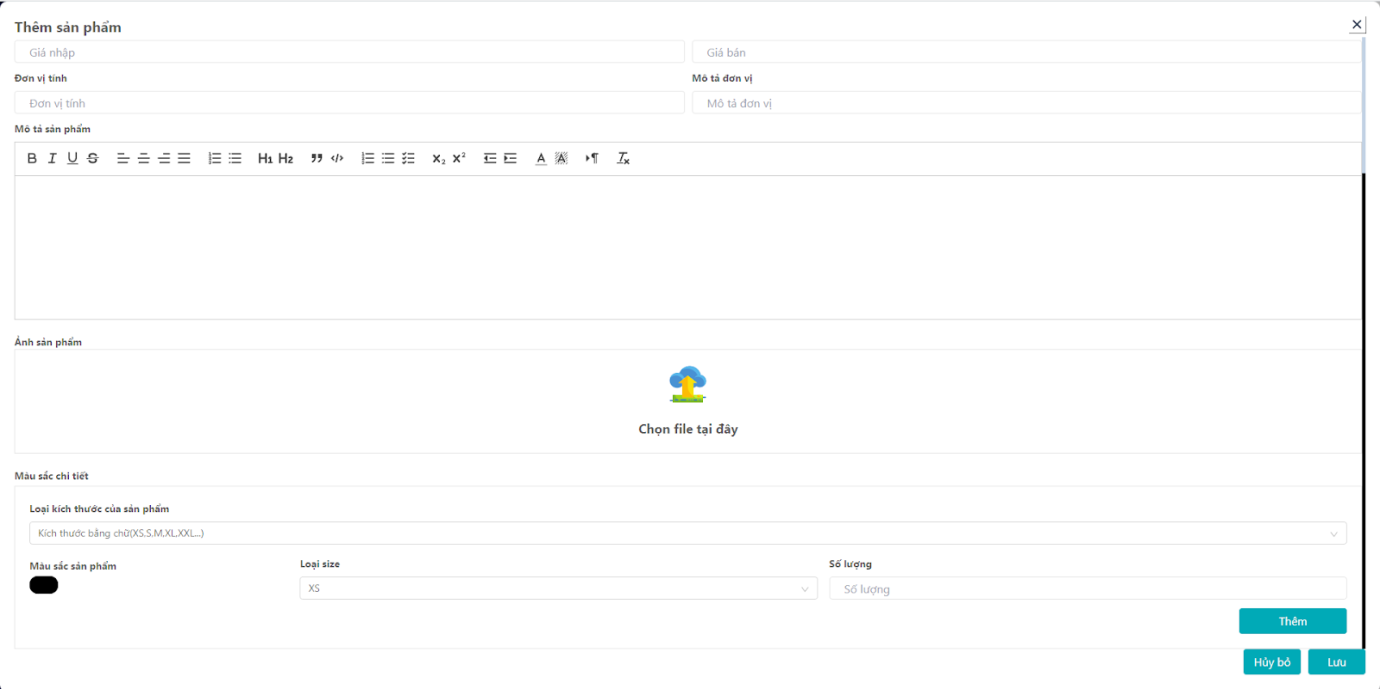 Thêm sản phẩm
Giá nhập
Giá bán
Đơn vị tính
Mô tả đơn vị
Đơn vị tính
Mô tả đơn vị
Mô tả sản phẩm
B I U S H1 H2 X2 X² A A Tx
Ảnh sản phẩm
Chọn file tại đây
Màu sắc chi tiết
Loại kích thước của sản phẩm
Kích thước bằng chữ(XS,S,M,XL,XXL...)
Màu sắc sản phẩm
Loại size
Số lượng
XS
Số lượng
Thêm
Hủy bỏ
Lưu